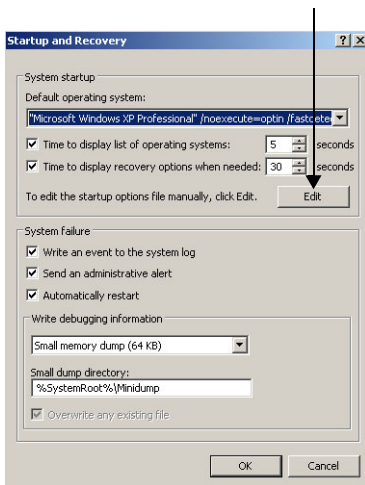 Startup and Recovery
System startup
Default operating system:
"Microsoft Windows XP Professional" /noexecute=optin
Time to display list of operating systems: 5 seconds
Time to display recovery options when needed: 30 seconds
To edit the startup options file manually, click Edit. Edit
System failure
Write an event to the system log
Send an administrative alert
Automatically restart
Write debugging information
Small memory dump (64 KB)
Small dump directory:
%SystemRoot%\Minidump
Overwrite any existing file
OK Cancel